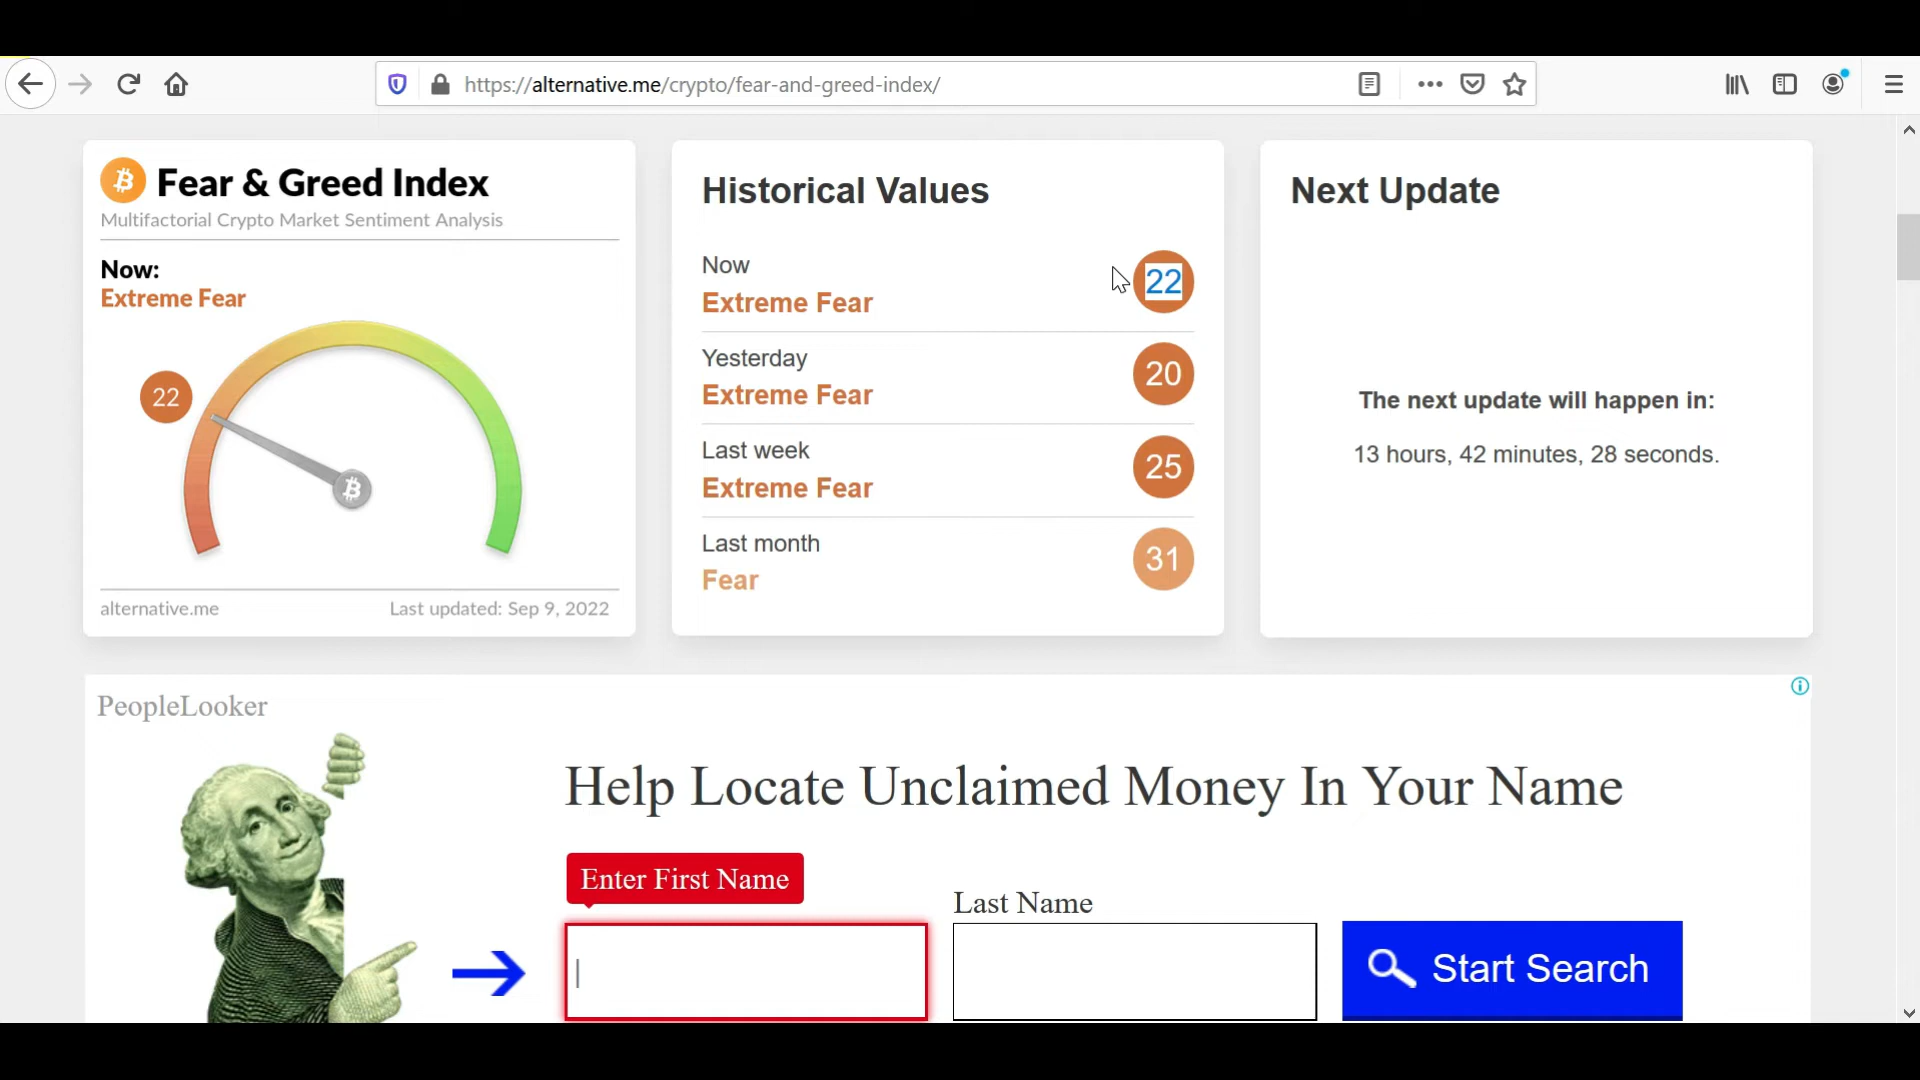 https://alternative.me/crypto/fear-and-greed-index/
Fear & Greed Index
Multifactorial Crypto Market Sentiment Analysis
Now:
Extreme Fear
22
alternative.me
Last updated: Sep 9, 2022
Historical Values
Now
Extreme Fear
22
Yesterday
Extreme Fear
20
Last week
Extreme Fear
25
Last month
Fear
31
Next Update
The next update will happen in:
13 hours, 42 minutes, 28 seconds.
PeopleLooker
Help Locate Unclaimed Money In Your Name
Enter First Name
Last Name
Start Search